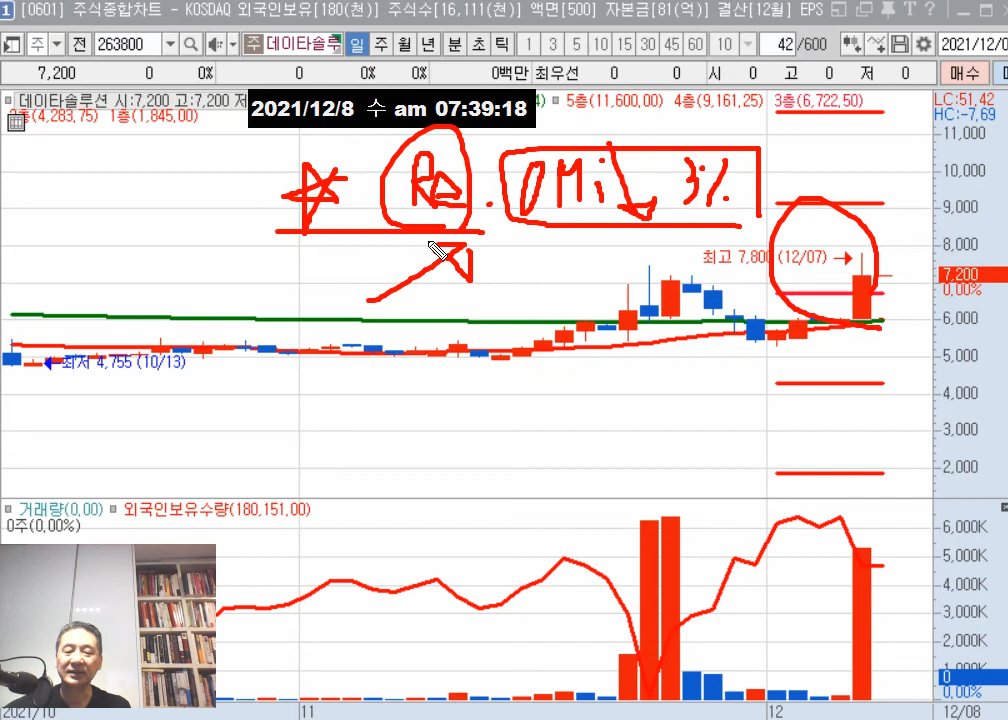 1 [0601] 주식종합차트 - KOSDAQ 외국인보유[180(천)] 주식수[16,111(천)] 액면[500] 자본금[81(억)] 결산[12월] EPS
주 전 263800 주 데이타솔루 일 주 월 년 분 초 틱 1 3 5 10 15 30 45 60 10 42 /600 2021/12/0
7,200 0 0% 0 0% 0% 0백만 최우선 0 0 시 0 고 0 저 0 매수
데이타솔루션 시:7,200 고:7,200 저
2021/12/8 수 am 07:39:18
5층(11,600.00) 4층(9,161.25) 3층(6,722.50)
층(4,283.75) 1층(1,845.00)
LC:51.42
HC:-7.69
11,000
10,000
9,000
8,000
최고 7,800 (12/07)
7,200
0.00%
6,000
5,000
최저 4,755 (10/13)
4,000
3,000
2,000
3%
거래량(0.00) 외국인보유수량(180,151.00)
0주(0.00%)
6,000K
5,000K
4,000K
3,000K
2,000K
1,000K
0
0.00%
2021/10 11 12 12/08